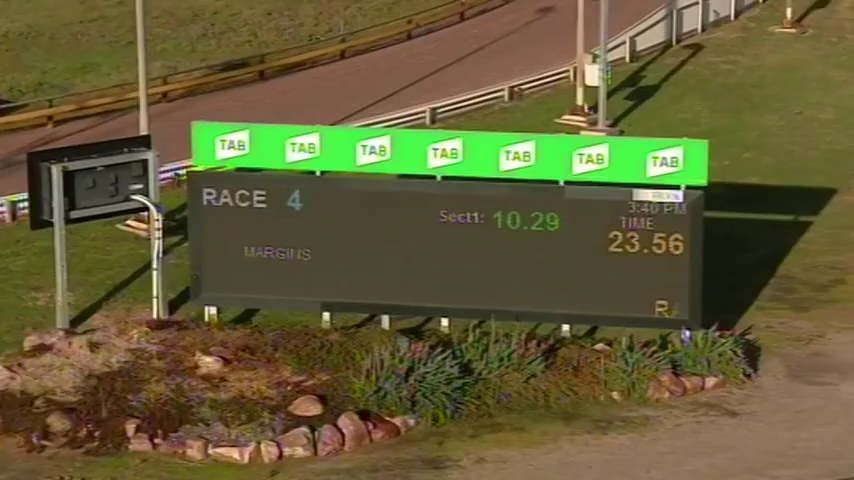 TAB TAB TAB TAB TAB TAB TAB
RACE 4
3:40 PM
Sect1: 10.29
TIME
23.56
MARGINS